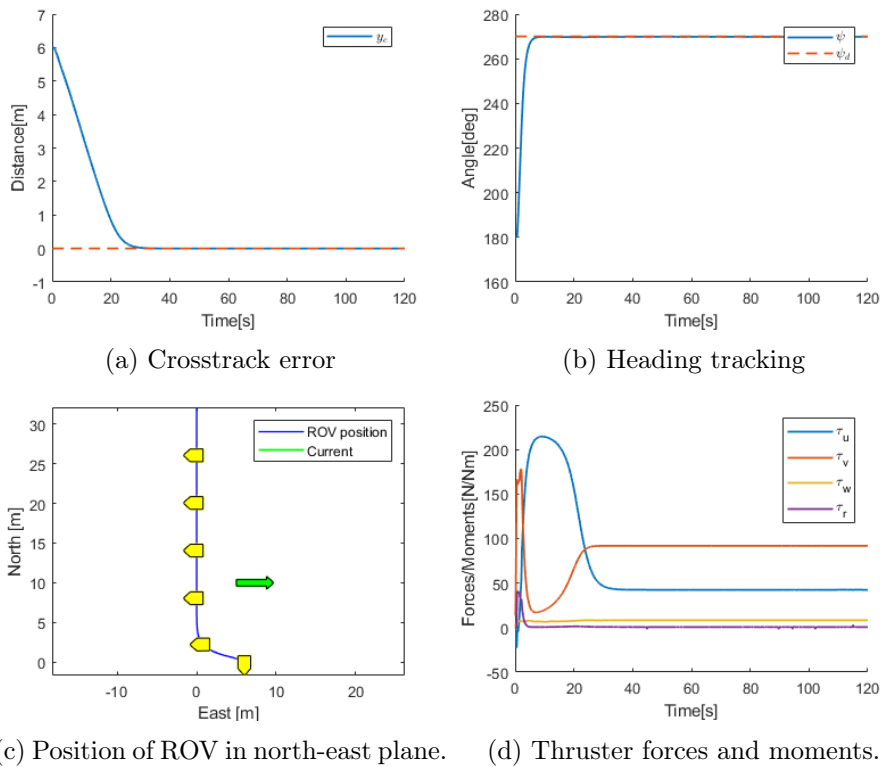 7
6
5
4
3
2
1
0
-1
Distance[m]
0 20 40 60 80 100 120
Time[s]
y_e
(a) Crosstrack error
280
260
240
220
200
180
160
Angle[deg]
0 20 40 60 80 100 120
Time[s]
ψ
ψ_d
(b) Heading tracking
30
25
20
15
10
5
0
North [m]
-10 0 10 20
East [m]
ROV position
Current
(c) Position of ROV in north-east plane.
250
200
150
100
50
0
-50
Forces/Moments[N/Nm]
0 20 40 60 80 100 120
Time[s]
τ_u
τ_v
τ_w
τ_r
(d) Thruster forces and moments.